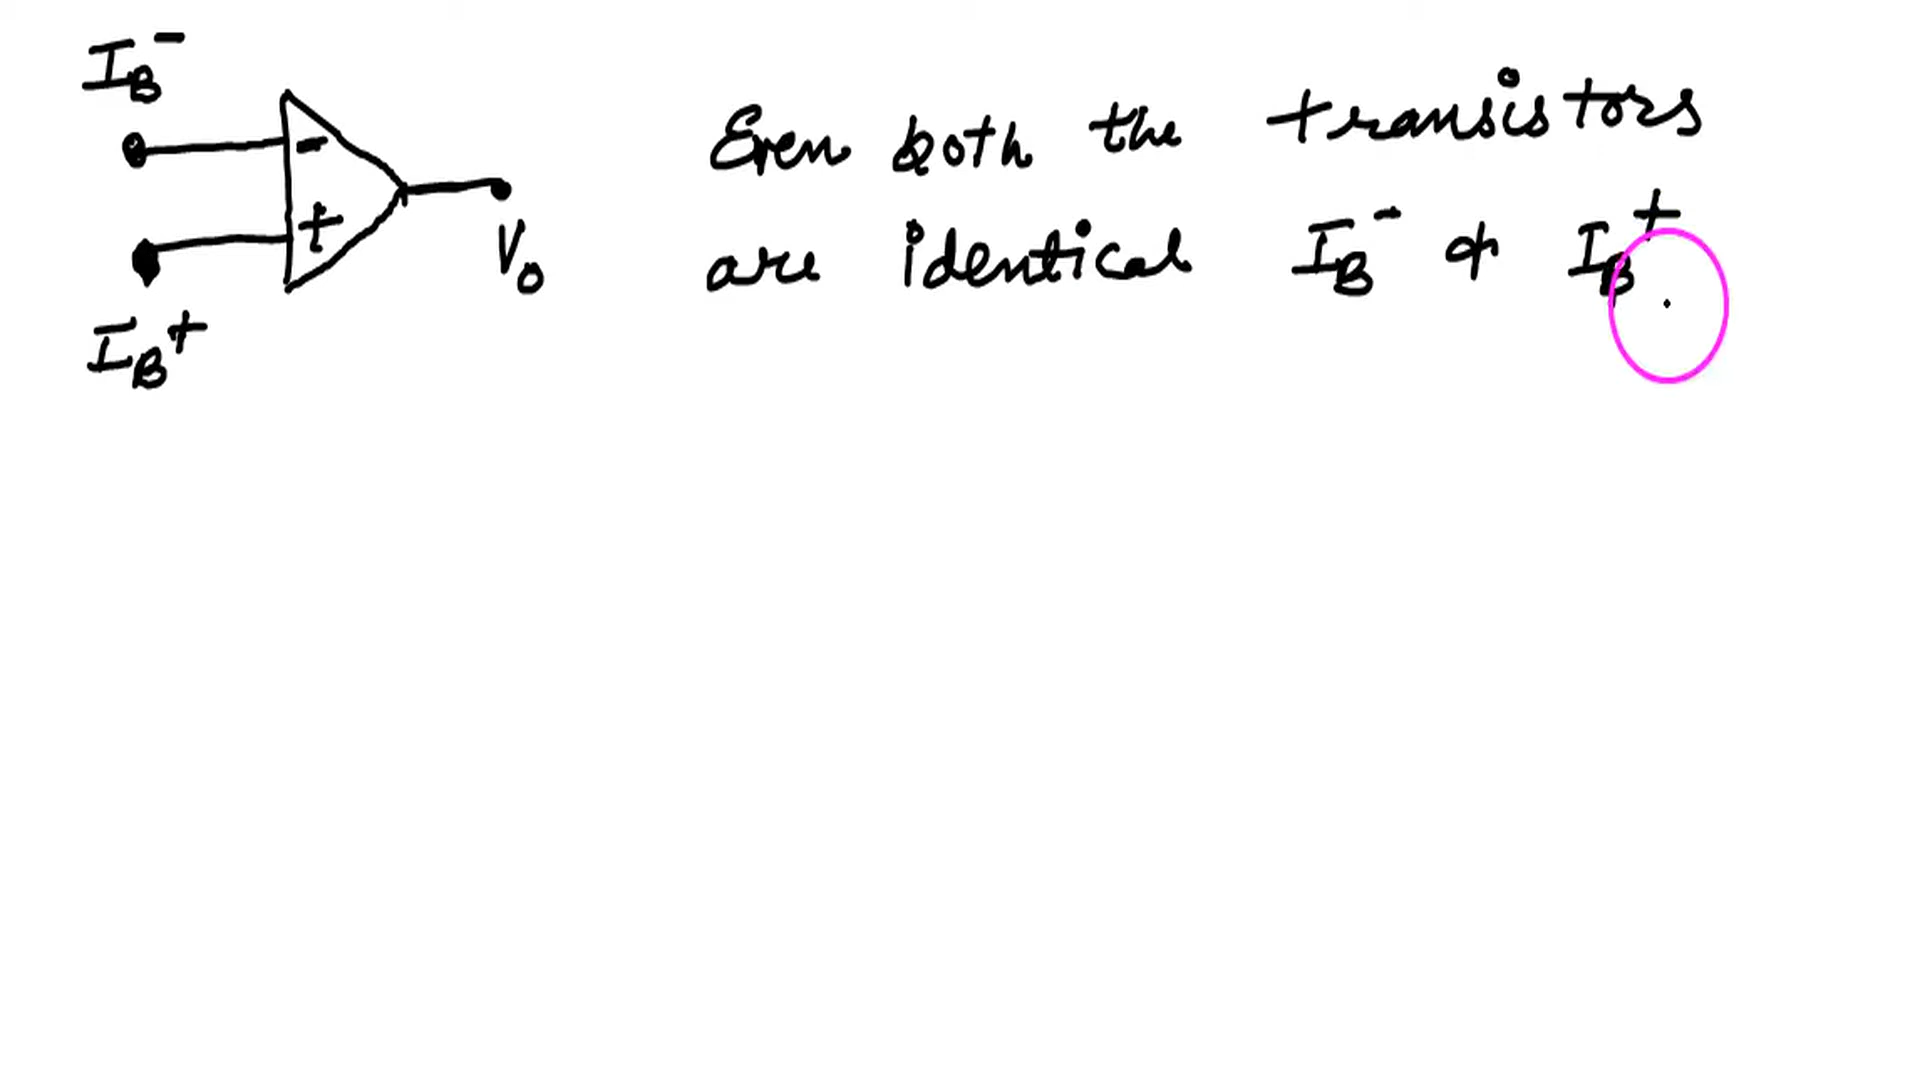 I_B^-
-
+
V_0
I_B^+
Even both the transistors
are identical I_B^- & I_B^+